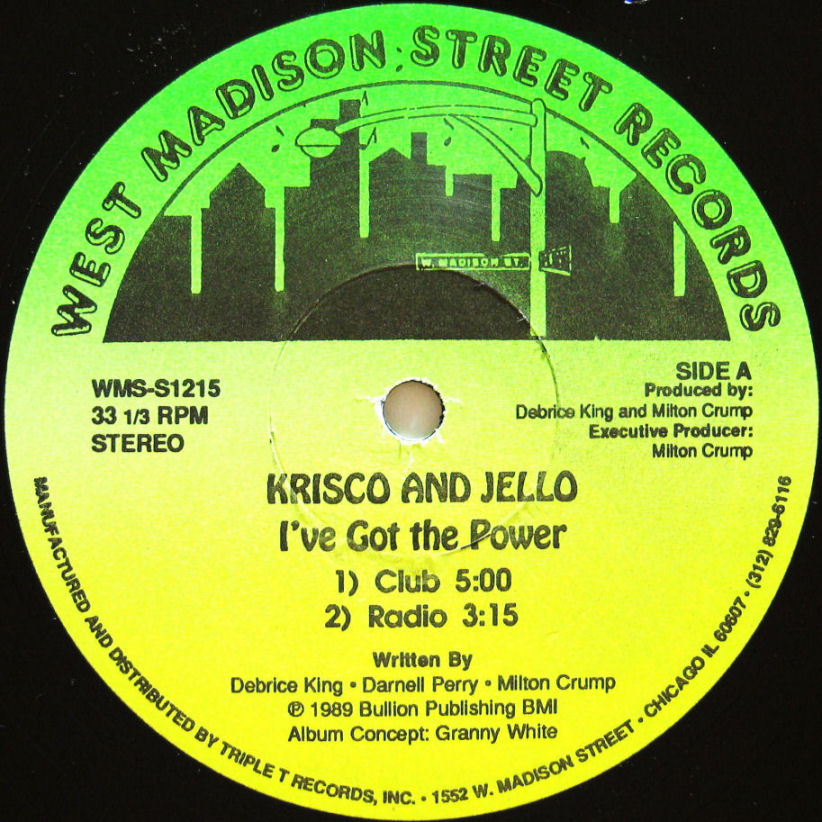 WEST MADISON STREET RECORDS
W. MADISON ST.
WMS-S1215
33 1/3 RPM
STEREO
SIDE A
Produced by:
Debrice King and Milton Crump
Executive Producer:
Milton Crump
KRISCO AND JELLO
I've Got the Power
1) Club 5:00
2) Radio 3:15
Written By
Debrice King • Darnell Perry • Milton Crump
℗ 1989 Bullion Publishing BMI
Album Concept: Granny White
MANUFACTURED AND DISTRIBUTED BY TRIPLE T RECORDS, INC. • 1552 W. MADISON STREET • CHICAGO IL 60607 • (312) 829-6116